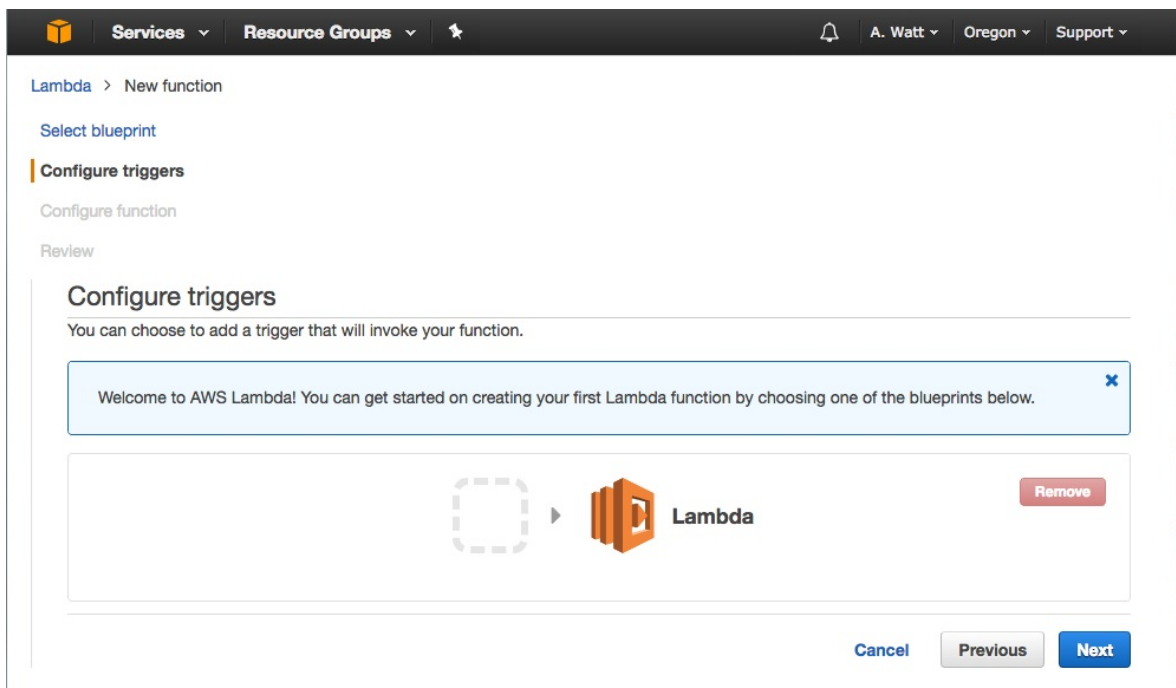 Services Resource Groups A. Watt Oregon Support
Lambda > New function
Select blueprint
Configure triggers
Configure function
Review
Configure triggers
You can choose to add a trigger that will invoke your function.
Welcome to AWS Lambda! You can get started on creating your first Lambda function by choosing one of the blueprints below.
Remove
Lambda
Cancel Previous Next